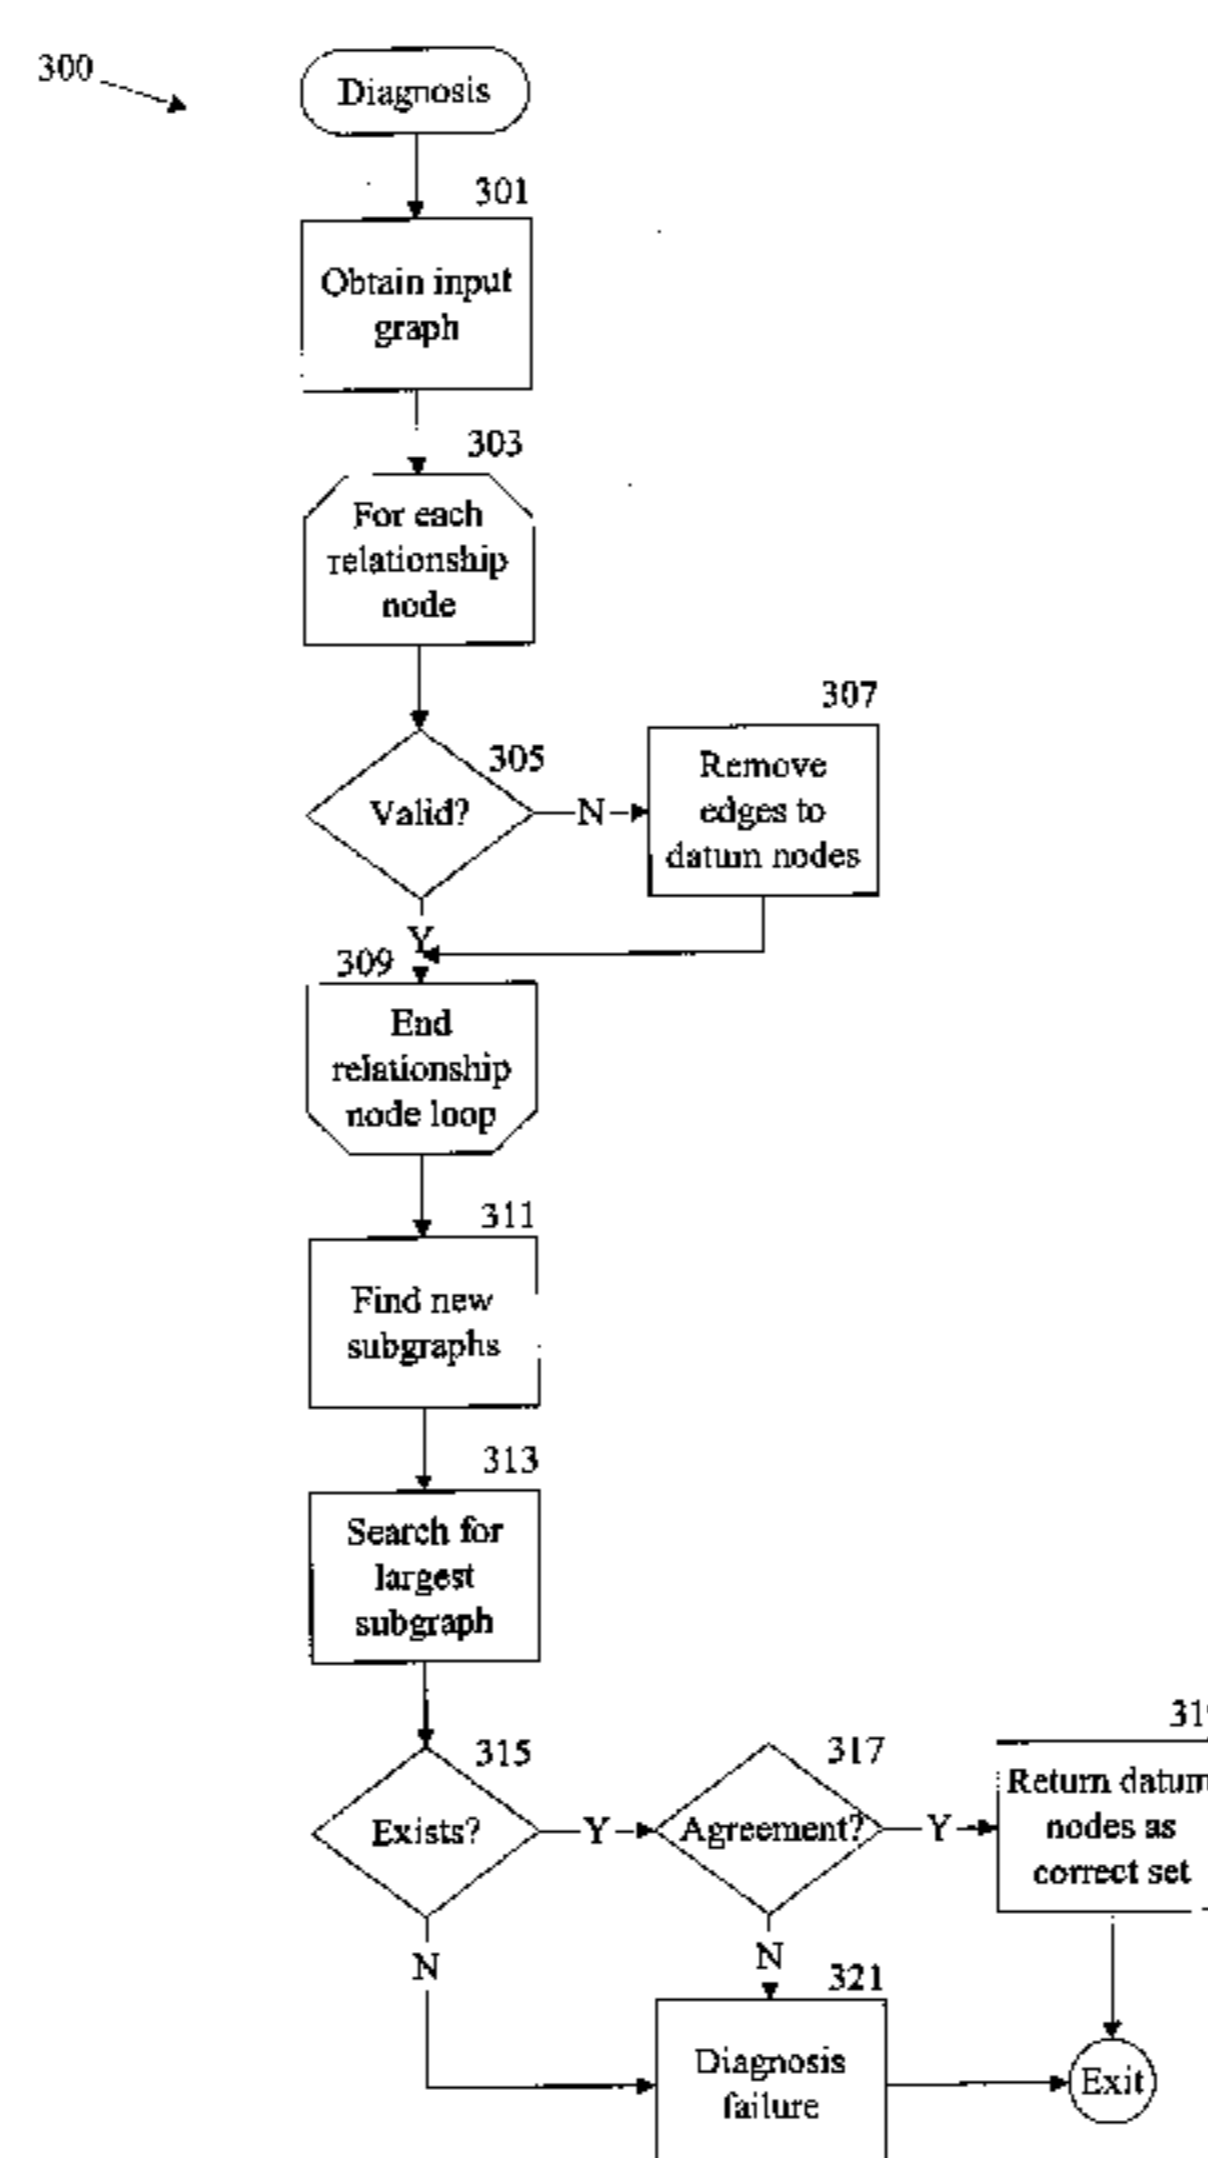 300
Diagnosis
301
Obtain input
graph
303
For each
relationship
node
307
305
Remove
edges to
datum nodes
Valid?
N
Y
309
End
relationship
node loop
311
Find new
subgraphs
313
Search for
largest
subgraph
315
317
Exists?
Y
Agreement?
Y
Return datum
nodes as
correct set
N
N
321
Diagnosis
failure
Exit